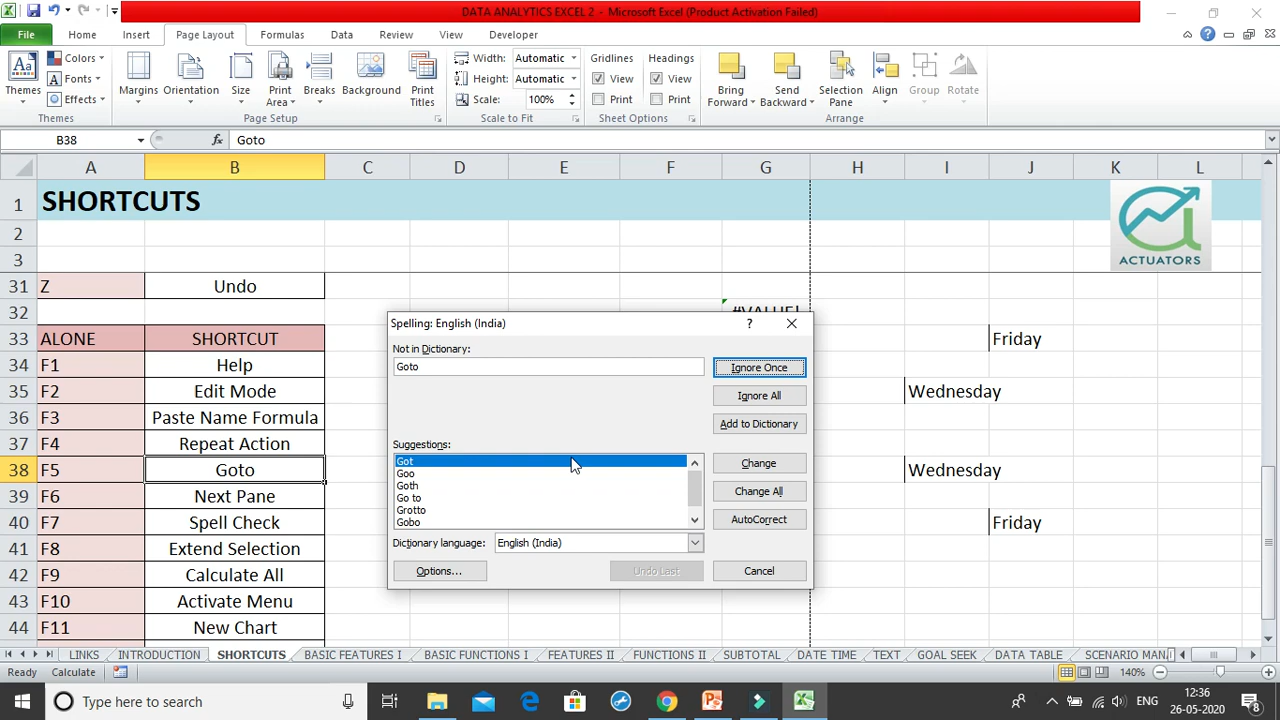 DATA ANALYTICS EXCEL 2 - Microsoft Excel (Product Activation Failed)
File Home Insert Page Layout Formulas Data Review View Developer
Themes Colors Fonts Effects Margins Orientation Size Print Area Breaks Background Print Titles Width: Automatic Height: Automatic Scale: 100% Gridlines View Print Headings View Print Bring Forward Send Backward Selection Pane Align Group Rotate
Themes Page Setup Scale to Fit Sheet Options Arrange
B38 fx Goto
A B C D E F G H I J K L
1 SHORTCUTS
ACTUATORS
2
3
31 Z Undo
32 #VALUE!
33 ALONE SHORTCUT Friday
34 F1 Help
35 F2 Edit Mode Wednesday
36 F3 Paste Name Formula
37 F4 Repeat Action
38 F5 Goto Wednesday
39 F6 Next Pane
40 F7 Spell Check Friday
41 F8 Extend Selection
42 F9 Calculate All
43 F10 Activate Menu
44 F11 New Chart
Spelling: English (India) ?
Not in Dictionary:
Goto Ignore Once
Ignore All
Add to Dictionary
Suggestions:
Got Change
Goo
Goth
Go to Change All
Grotto
Gobo AutoCorrect
Dictionary language: English (India)
Options... Undo Last Cancel
LINKS INTRODUCTION SHORTCUTS BASIC FEATURES I BASIC FUNCTIONS I FEATURES II FUNCTIONS II SUBTOTAL DATE TIME TEXT GOAL SEEK DATA TABLE SCENARIO MAN
Ready Calculate 140%
Type here to search ENG 12:36
26-05-2020 8